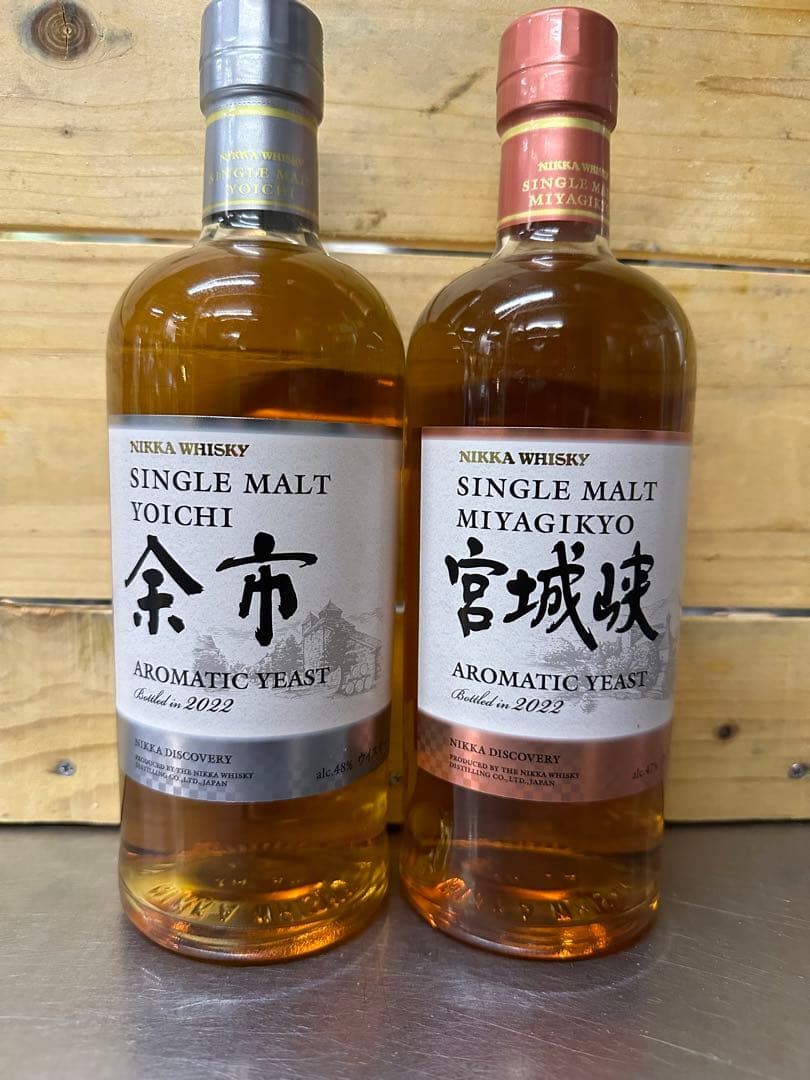 NIKKA WHISKY
SINGLE MALT
YOICHI
NIKKA WHISKY
SINGLE MALT
YOICHI
余市
AROMATIC YEAST
Bottled in 2022
NIKKA DISCOVERY
PRODUCED BY THE NIKKA WHISKY
DISTILLING CO.,LTD.,JAPAN
alc.48%
NIKKA WHISKY
SINGLE
MIYAGIKYO
NIKKA WHISKY
SINGLE MALT
MIYAGIKYO
宮城峡
AROMATIC YEAST
Bottled in 2022
NIKKA DISCOVERY
PRODUCED BY THE NIKKA WHISKY
DISTILLING CO.,LTD.,JAPAN
alc.47%